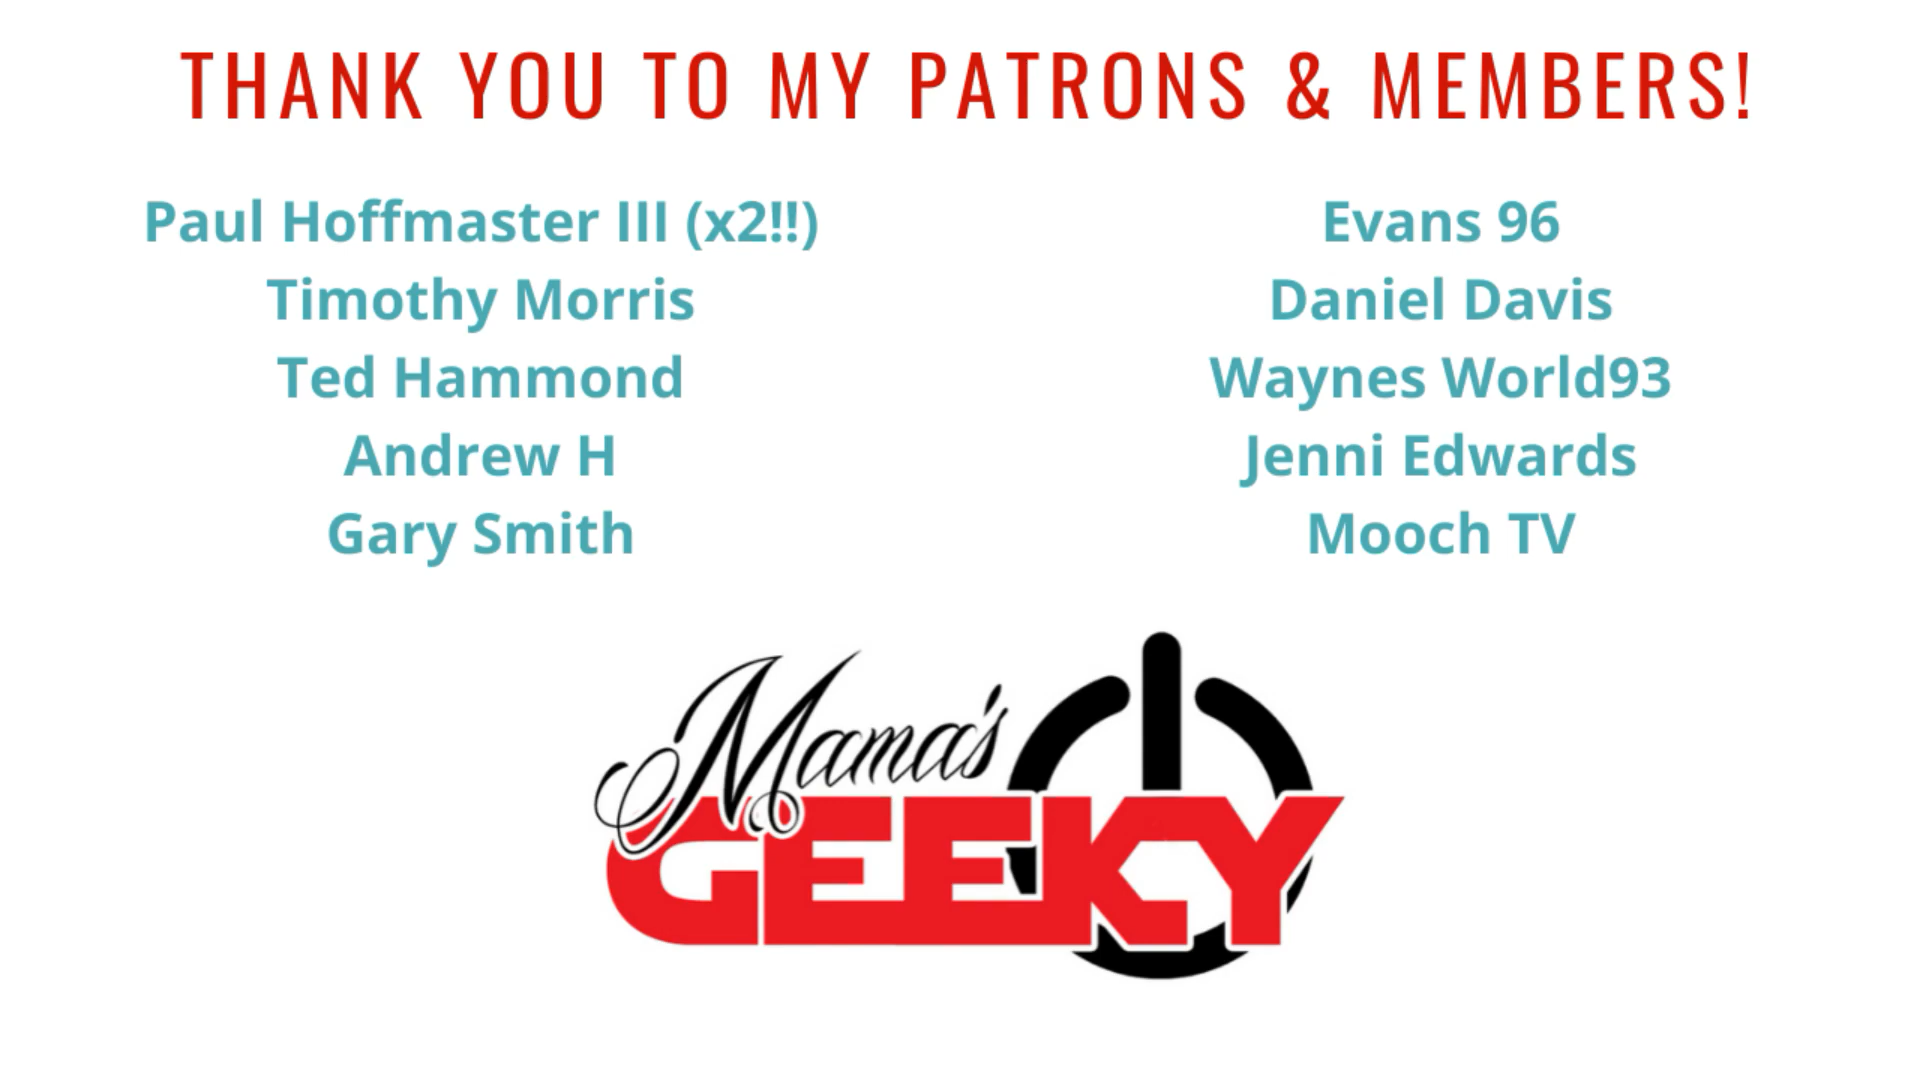 THANK YOU TO MY PATRONS & MEMBERS!
Paul Hoffmaster III (x2!!)
Timothy Morris
Ted Hammond
Andrew H
Gary Smith
Evans 96
Daniel Davis
Waynes World93
Jenni Edwards
Mooch TV
Mama's
GEEKY